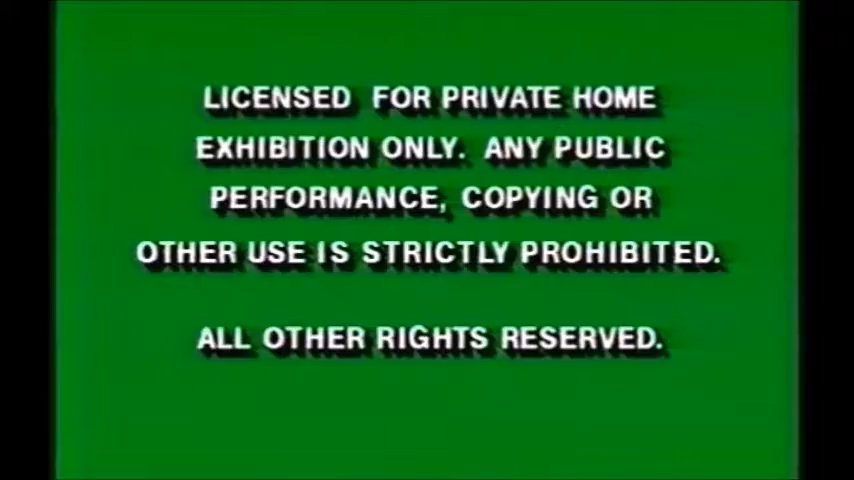 LICENSED FOR PRIVATE HOME
EXHIBITION ONLY. ANY PUBLIC
PERFORMANCE, COPYING OR
OTHER USE IS STRICTLY PROHIBITED.
ALL OTHER RIGHTS RESERVED.